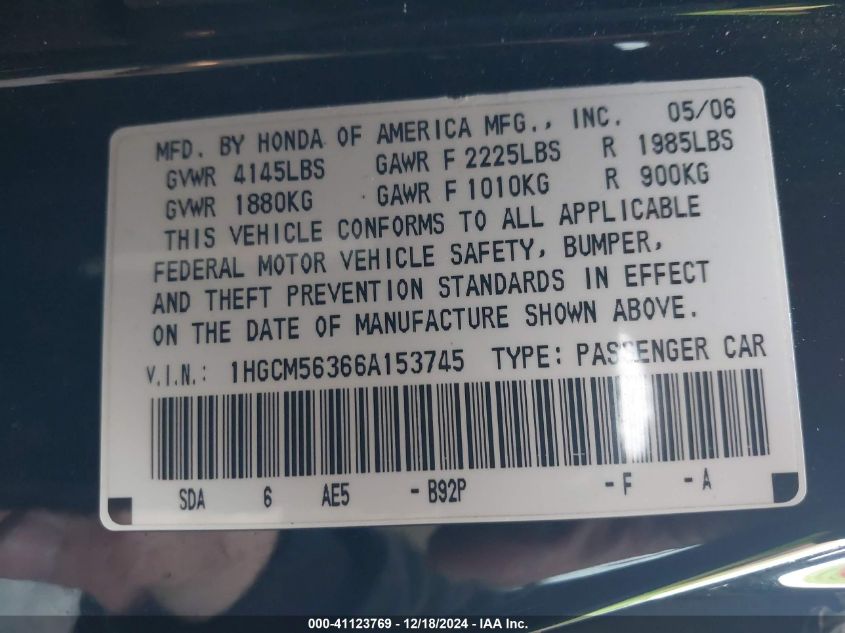 MFD. BY HONDA OF AMERICA MFG., INC. 05/06
GVWR 4145LBS GAWR F 2225LBS R 1985LBS
GVWR 1880KG GAWR F 1010KG R 900KG
THIS VEHICLE CONFORMS TO ALL APPLICABLE
FEDERAL MOTOR VEHICLE SAFETY, BUMPER,
AND THEFT PREVENTION STANDARDS IN EFFECT
ON THE DATE OF MANUFACTURE SHOWN ABOVE.
V.I.N.: 1HGCM56366A153745 TYPE: PASSENGER CAR
SDA 6 AE5 -B92P -F -A
000-41123769 - 12/18/2024 - IAA Inc.